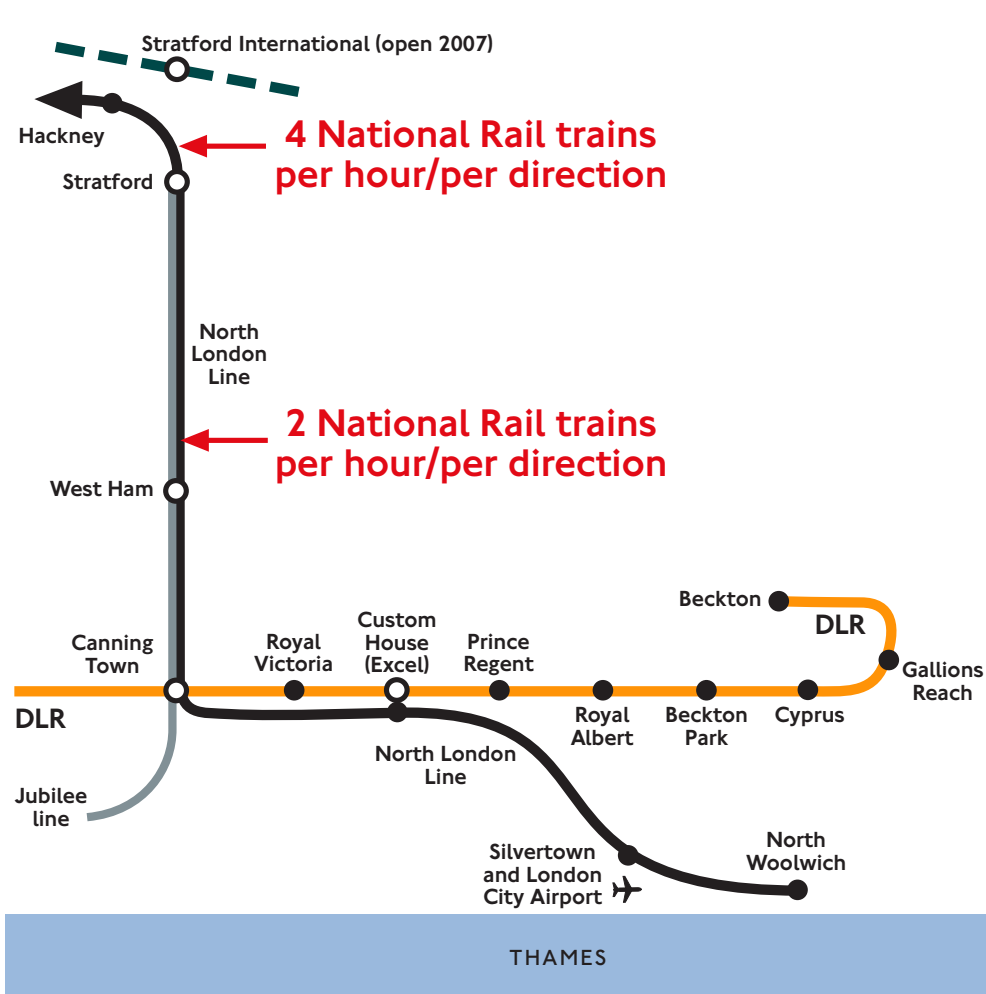 Stratford International (open 2007)
Hackney
4 National Rail trains
per hour/per direction
Stratford
North
London
Line
2 National Rail trains
per hour/per direction
West Ham
Beckton
DLR
Canning
Town
Royal
Victoria
Custom
House
(Excel)
Prince
Regent
Gallions
Reach
DLR
Royal
Albert
Beckton
Park
Cyprus
North London
Line
Jubilee
line
Silvertown
and London
City Airport
North
Woolwich
THAMES